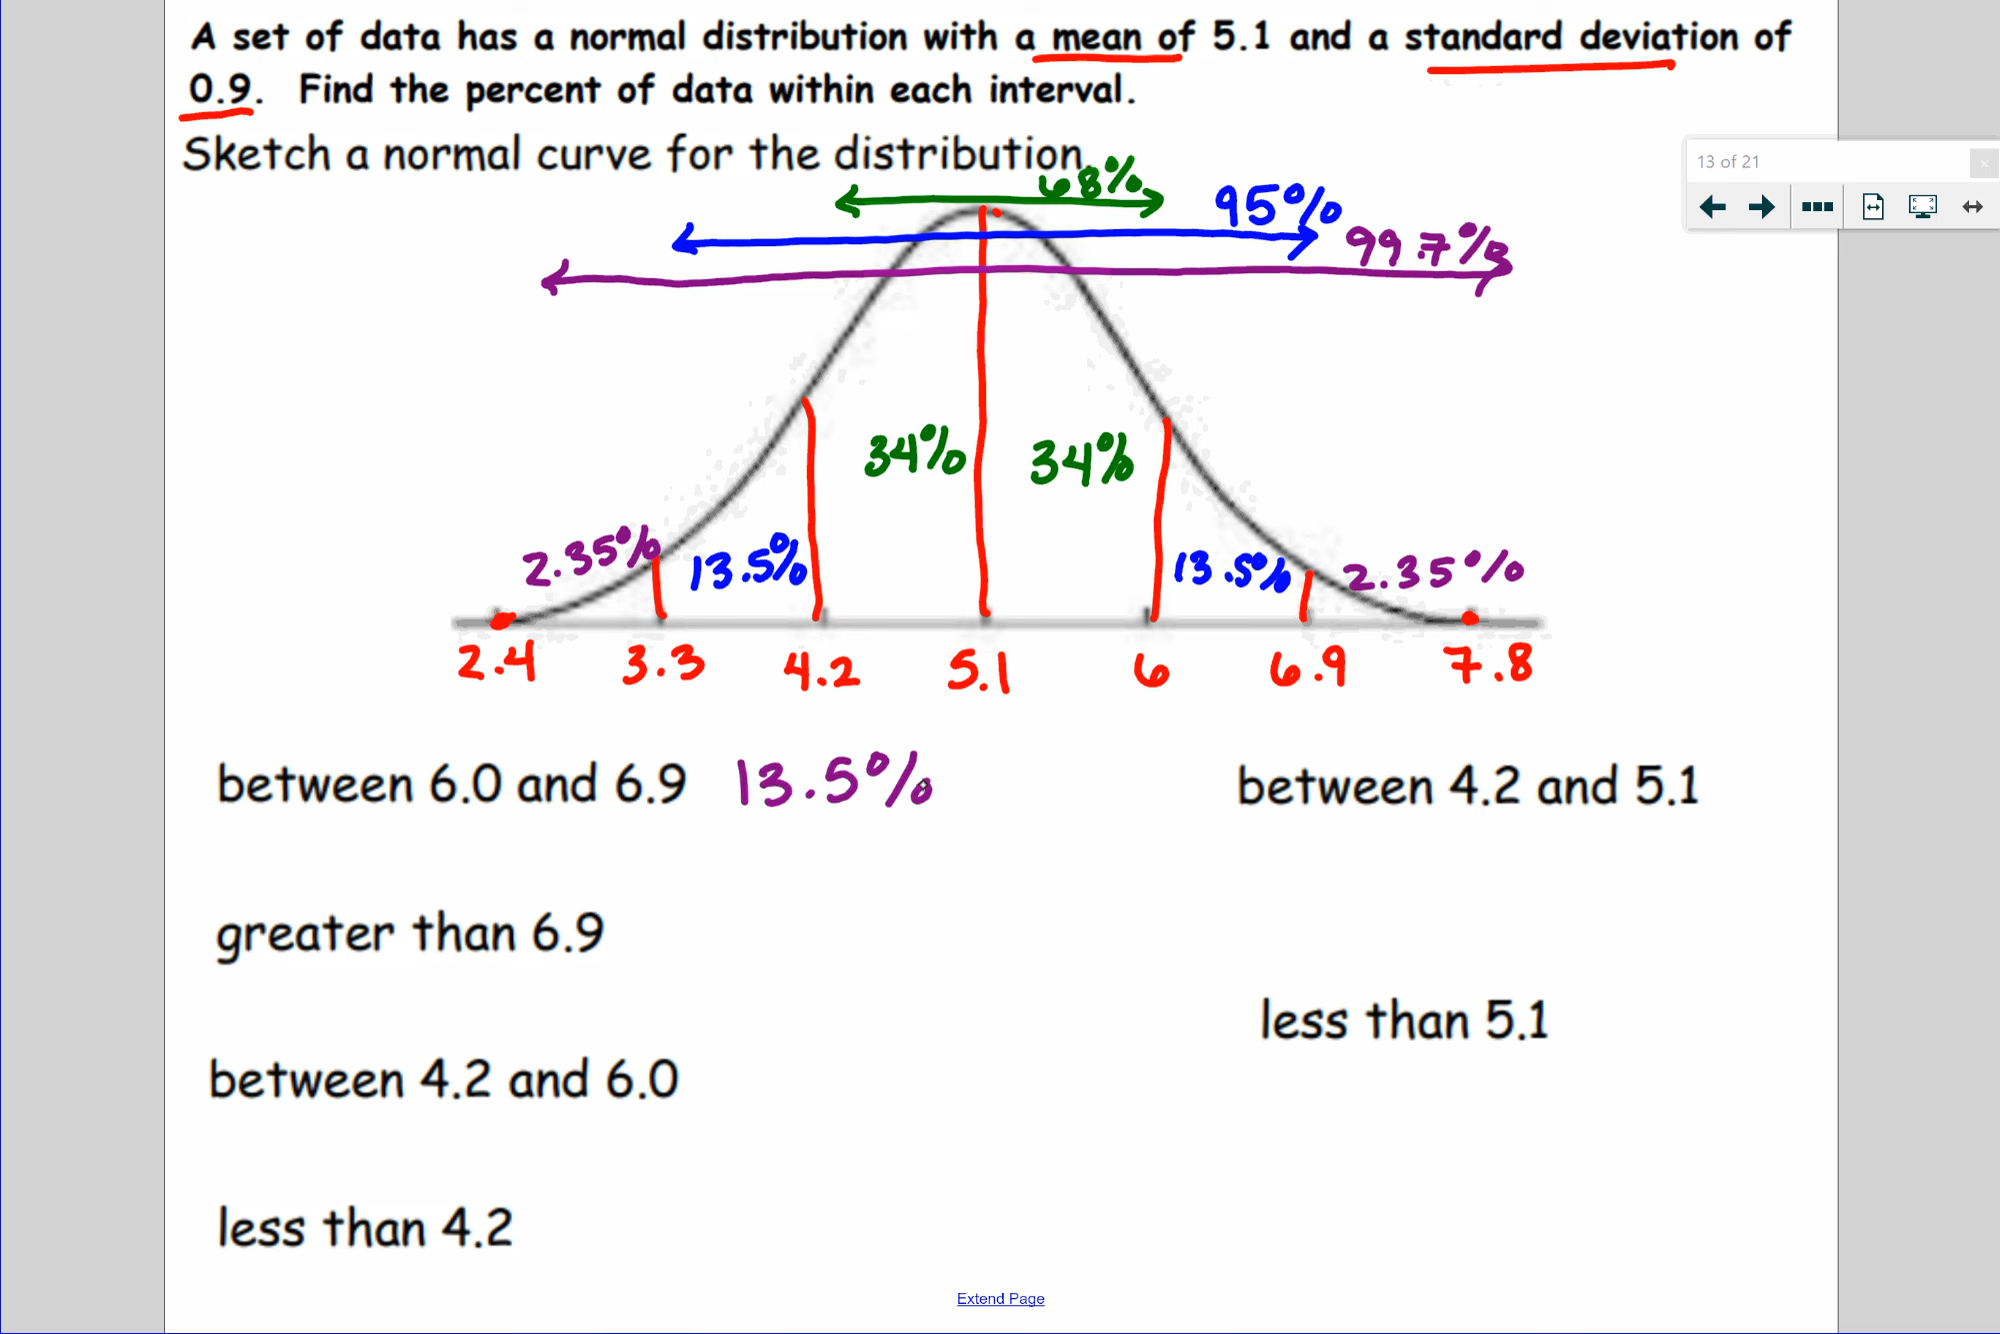 A set of data has a normal distribution with a mean of 5.1 and a standard deviation of
0.9. Find the percent of data within each interval.
Sketch a normal curve for the distribution.
13 of 21
68%
95%
99.7%
34% 34%
2.35% 13.5% 13.5% 2.35%
2.4 3.3 4.2 5.1 6 6.9 7.8
between 6.0 and 6.9 13.5% between 4.2 and 5.1
greater than 6.9
less than 5.1
between 4.2 and 6.0
less than 4.2
Extend Page